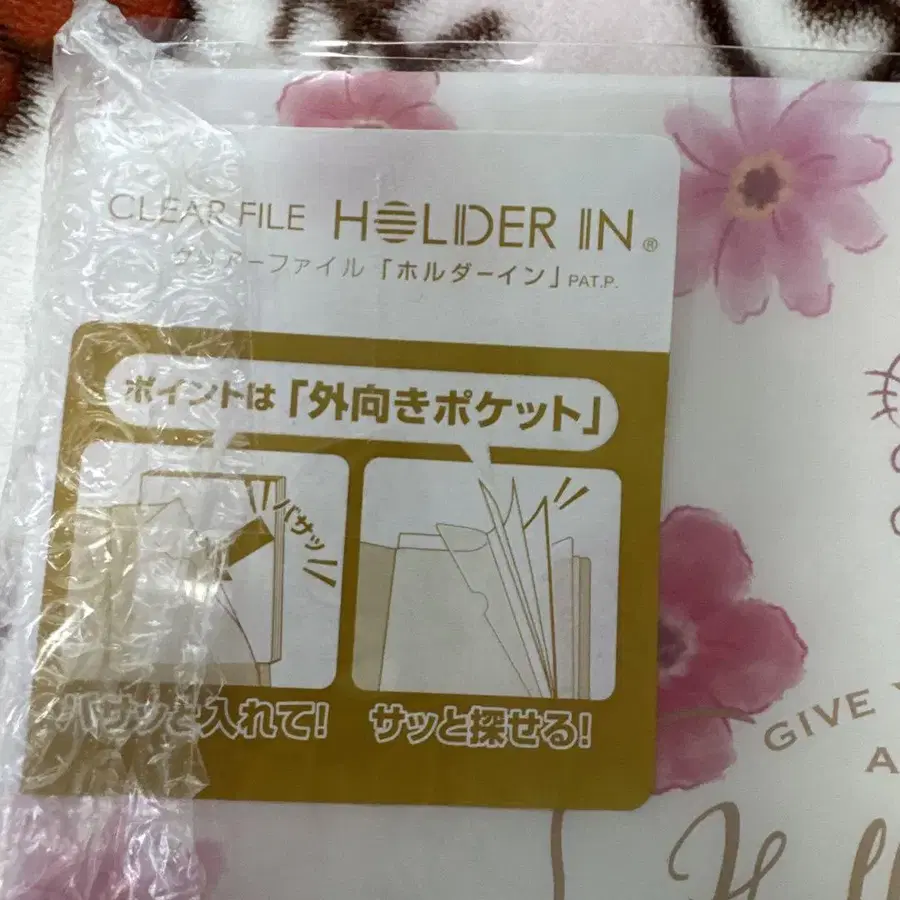 CLEAR FILE HOLDER IN®
クリアーファイル「ホルダーイン」PAT.P.
ポイントは「外向きポケット」
バサッ
バサッと入れて!
サッと探せる!
GIVE
A